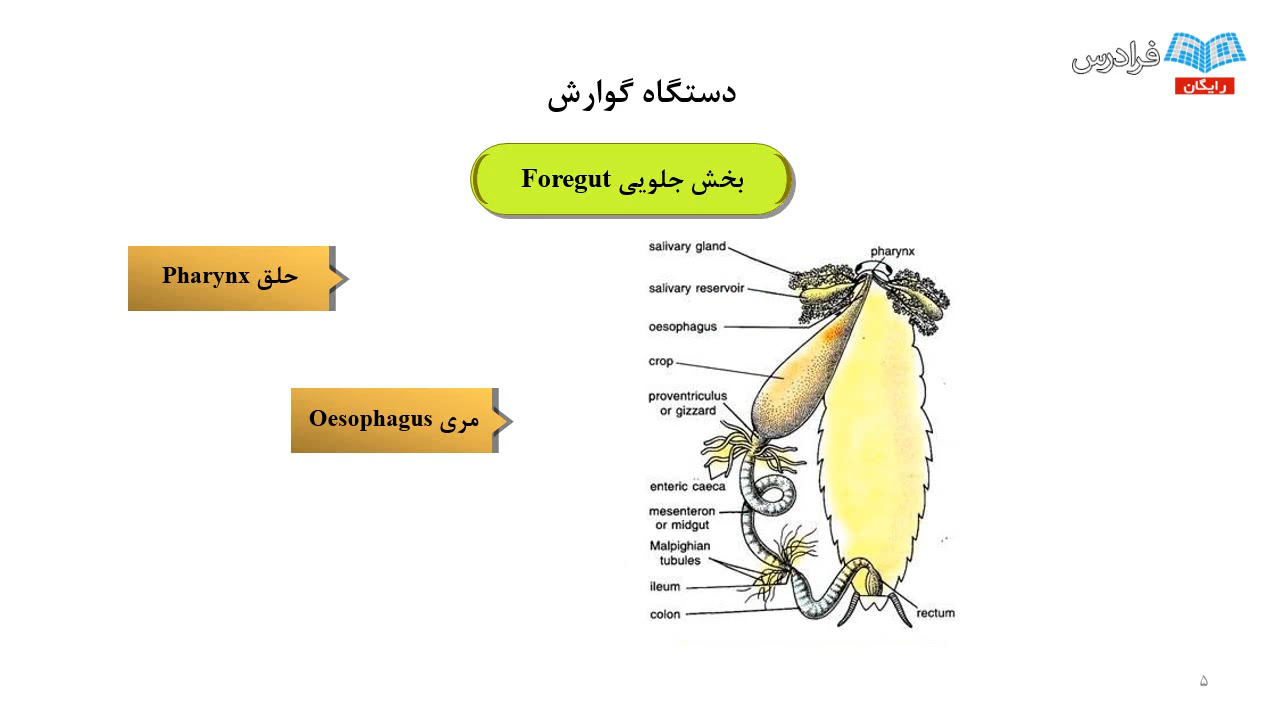 فرادرس
رایگان
دستگاه گوارش
بخش جلویی Foregut
حلق Pharynx
مری Oesophagus
salivary gland
pharynx
salivary reservoir
oesophagus
crop
proventriculus
or gizzard
enteric caeca
mesenteron
or midgut
Malpighian
tubules
ileum
colon
rectum
۵